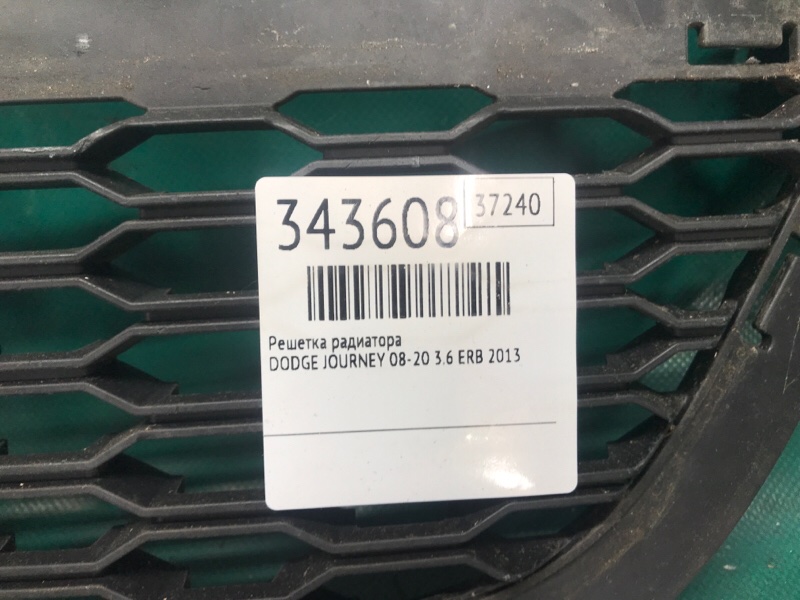 343608
37240
Решетка радиатора
DODGE JOURNEY 08-20 3.6 ERB 2013